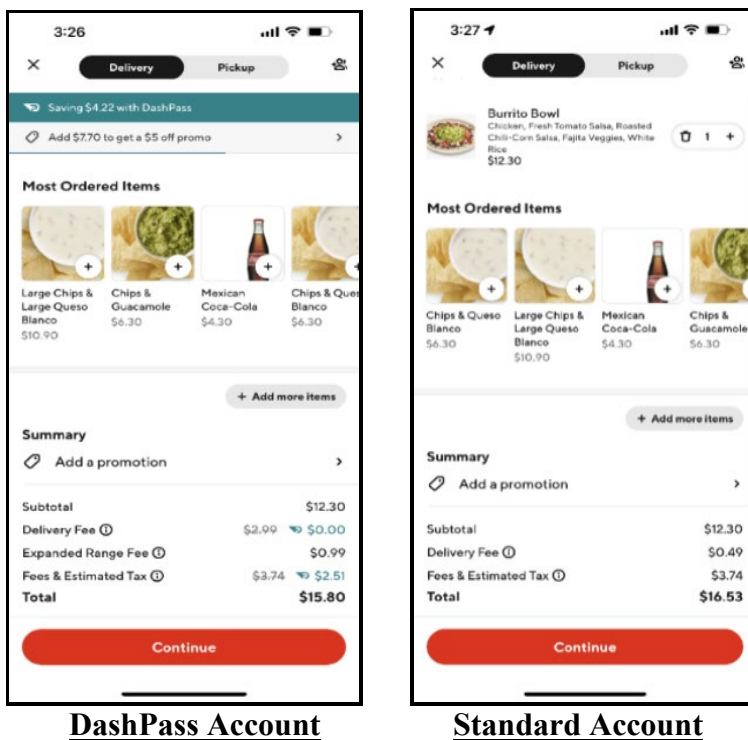 3:26
Delivery
Pickup
Saving $4.22 with DashPass
Add $7.70 to get a $5 off promo
Most Ordered Items
Large Chips &
Large Queso
Blanco
$10.90
Chips &
Guacamole
$6.30
Mexican
Coca-Cola
$4.30
Chips & Ques
Blanco
$6.30
+ Add more items
Summary
Add a promotion
Subtotal $12.30
Delivery Fee $2.99 $0.00
Expanded Range Fee $0.99
Fees & Estimated Tax $3.74 $2.51
Total $15.80
Continue
DashPass Account
3:27
Delivery
Pickup
Burrito Bowl
Chicken, Fresh Tomato Salsa, Roasted
Chili-Corn Salsa, Fajita Veggies, White
Rice
$12.30
1 +
Most Ordered Items
Chips & Queso
Blanco
$6.30
Large Chips &
Large Queso
Blanco
$10.90
Mexican
Coca-Cola
$4.30
Chips &
Guacamole
$6.30
+ Add more items
Summary
Add a promotion
Subtotal $12.30
Delivery Fee $0.49
Fees & Estimated Tax $3.74
Total $16.53
Continue
Standard Account